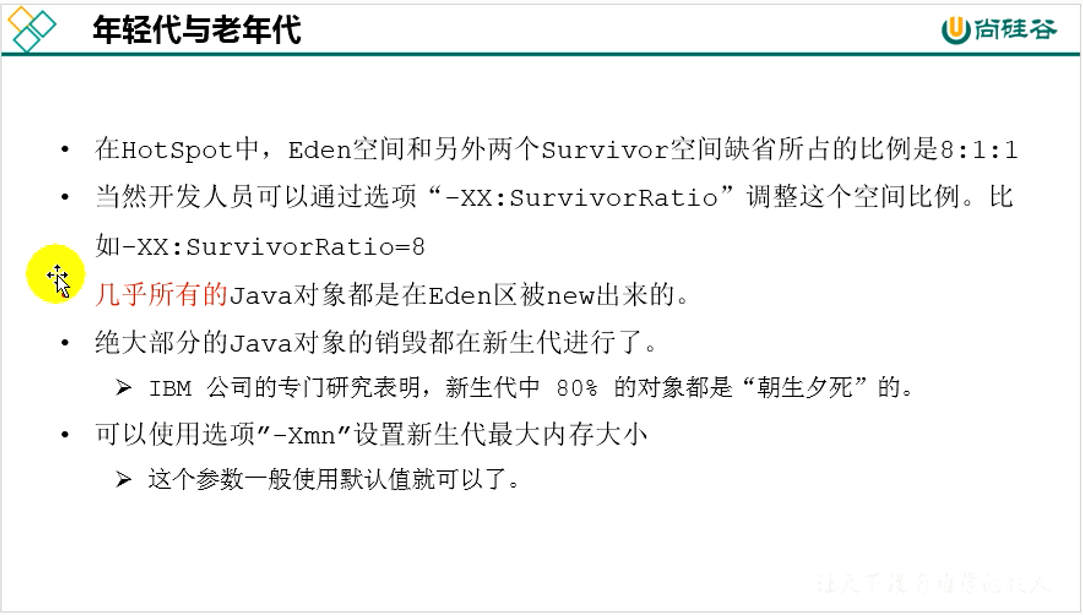 年轻代与老年代
尚硅谷
• 在HotSpot中，Eden空间和另外两个Survivor空间缺省所占的比例是8:1:1
• 当然开发人员可以通过选项“-XX:SurvivorRatio”调整这个空间比例。比
如-XX:SurvivorRatio=8
几乎所有的Java对象都是在Eden区被new出来的。
• 绝大部分的Java对象的销毁都在新生代进行了。
➢ IBM 公司的专门研究表明，新生代中 80% 的对象都是“朝生夕死”的。
• 可以使用选项"-Xmn"设置新生代最大内存大小
➢ 这个参数一般使用默认值就可以了。
让天下没有难学的技术